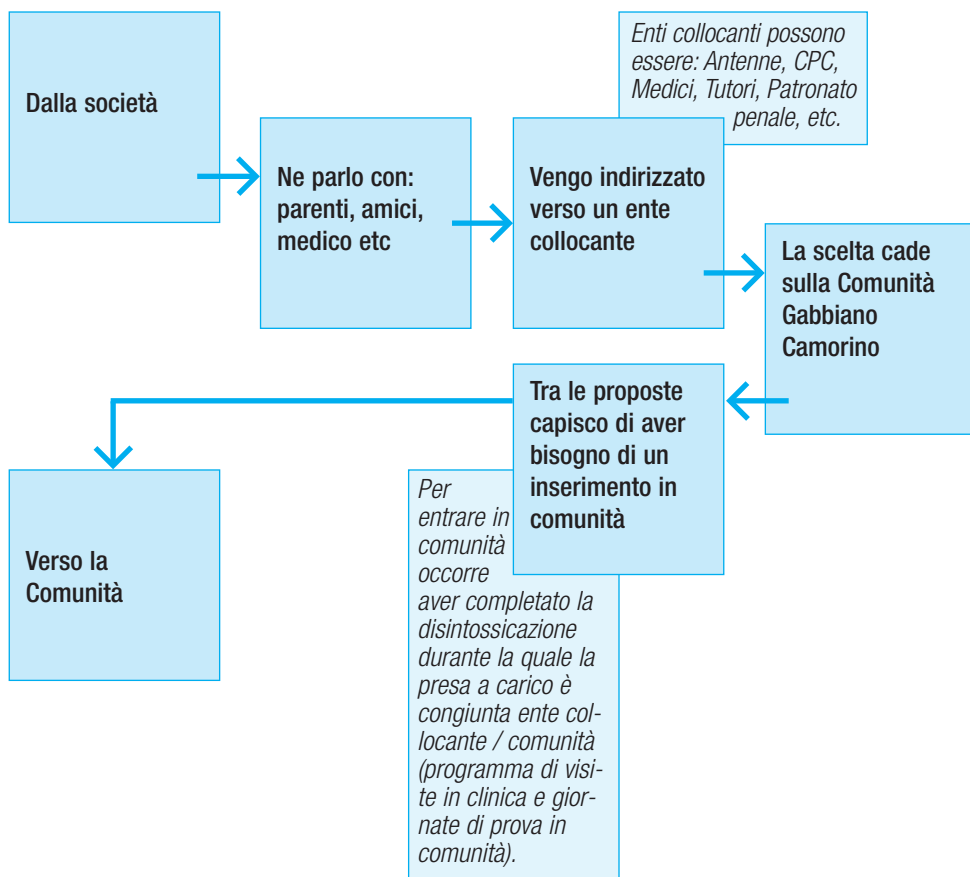 Enti collocanti possono
essere: Antenne, CPC,
Medici, Tutori, Patronato
penale, etc.
Dalla società
Ne parlo con:
parenti, amici,
medico etc
Vengo indirizzato
verso un ente
collocante
La scelta cade
sulla Comunità
Gabbiano
Camorino
Tra le proposte
capisco di aver
bisogno di un
inserimento in
comunità
Per
entrare in
comunità
occorre
aver completato la
disintossicazione
durante la quale la
presa a carico è
congiunta ente col-
locante / comunità
(programma di visi-
te in clinica e gior-
nate di prova in
comunità).
Verso la
Comunità